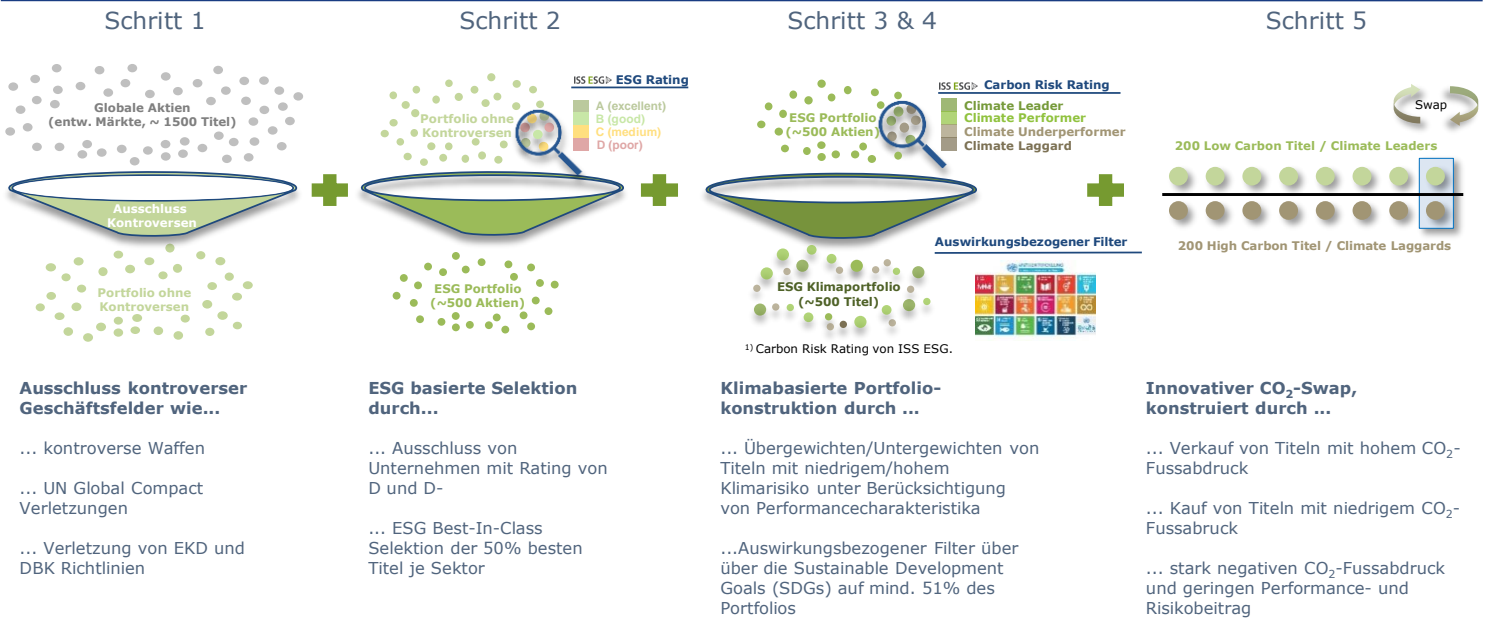 Schritt 1
Globale Aktien
(entw. Märkte, ~ 1500 Titel)
Ausschluss
Kontroversen
Portfolio ohne
Kontroversen
Ausschluss kontroverser
Geschäftsfelder wie...
... kontroverse Waffen
... UN Global Compact
Verletzungen
... Verletzung von EKD und
DBK Richtlinien
Schritt 2
ISS ESG ESG Rating
A (excellent)
B (good)
C (medium)
D (poor)
Portfolio ohne
Kontroversen
ESG Portfolio
(~500 Aktien)
ESG basierte Selektion
durch...
... Ausschluss von
Unternehmen mit Rating von
D und D-
... ESG Best-In-Class
Selektion der 50% besten
Titel je Sektor
Schritt 3 & 4
ISS ESG Carbon Risk Rating
Climate Leader
Climate Performer
Climate Underperformer
Climate Laggard
ESG Portfolio
(~500 Aktien)
Auswirkungsbezogener Filter
ESG Klimaportfolio
(~500 Titel)
1) Carbon Risk Rating von ISS ESG.
Klimabasierte Portfolio-
konstruktion durch ...
... Übergewichten/Untergewichten von
Titeln mit niedrigem/hohem
Klimarisiko unter Berücksichtigung
von Performancecharakteristika
...Auswirkungsbezogener Filter über
über die Sustainable Development
Goals (SDGs) auf mind. 51% des
Portfolios
Schritt 5
Swap
200 Low Carbon Titel / Climate Leaders
200 High Carbon Titel / Climate Laggards
Innovativer CO2-Swap,
konstruiert durch ...
... Verkauf von Titeln mit hohem CO2-
Fussabdruck
... Kauf von Titeln mit niedrigem CO2-
Fussabruck
... stark negativen CO2-Fussabdruck
und geringen Performance- und
Risikobeitrag